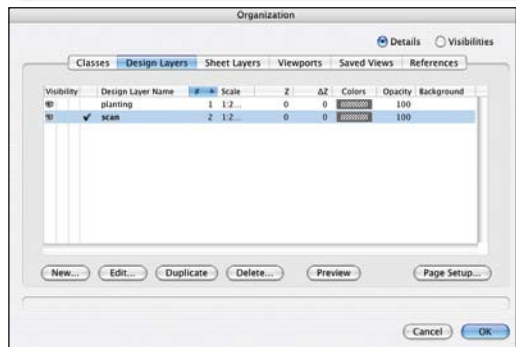 Organization
Details Visibilities
Classes Design Layers Sheet Layers Viewports Saved Views References
Visibility Design Layer Name # Scale Z ΔZ Colors Opacity Background
planting 1 1:2... 0 0 100
✔ scan 2 1:2... 0 0 100
New... Edit... Duplicate Delete... Preview Page Setup...
Cancel OK